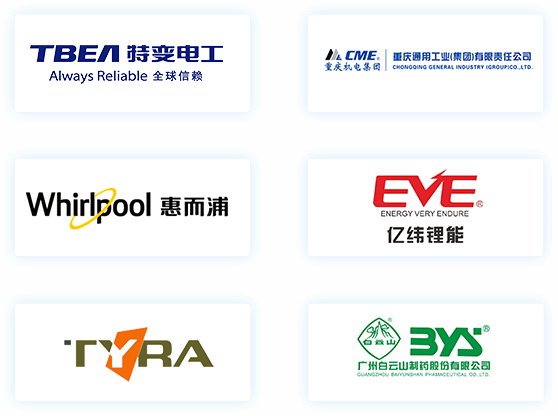 TBEA 特变电工
Always Reliable 全球信赖
CME
重庆机电集团
重庆通用工业(集团)有限责任公司
CHONGQING GENERAL INDUSTRY (GROUP)CO.,LTD.
Whirlpool 惠而浦
EVE®
ENERGY VERY ENDURE
亿纬锂能
TYRA
白云山
BYS®
广州白云山制药股份有限公司
GUANGZHOU BAIYUNSHAN PHAMACEUTICAL CO.,LTD